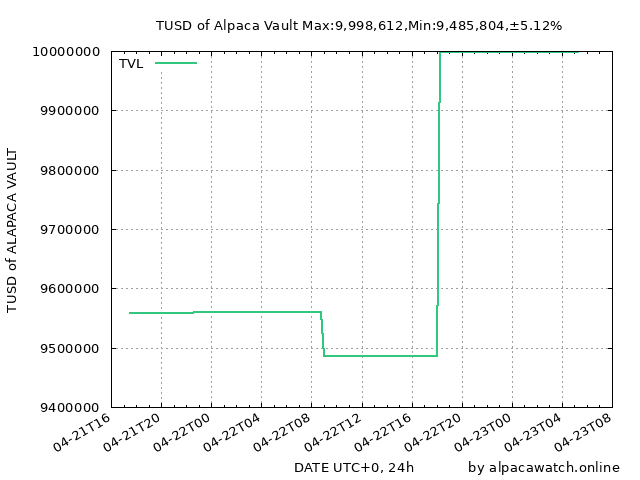 TUSD of Alpaca Vault Max:9,998,612,Min:9,485,804,±5.12%
TVL
TUSD of ALAPACA VAULT
10000000
9900000
9800000
9700000
9600000
9500000
9400000
04-21T16
04-21T20
04-22T00
04-22T04
04-22T08
04-22T12
04-22T16
04-22T20
04-23T00
04-23T04
04-23T08
DATE UTC+0, 24h
by alpacawatch.online